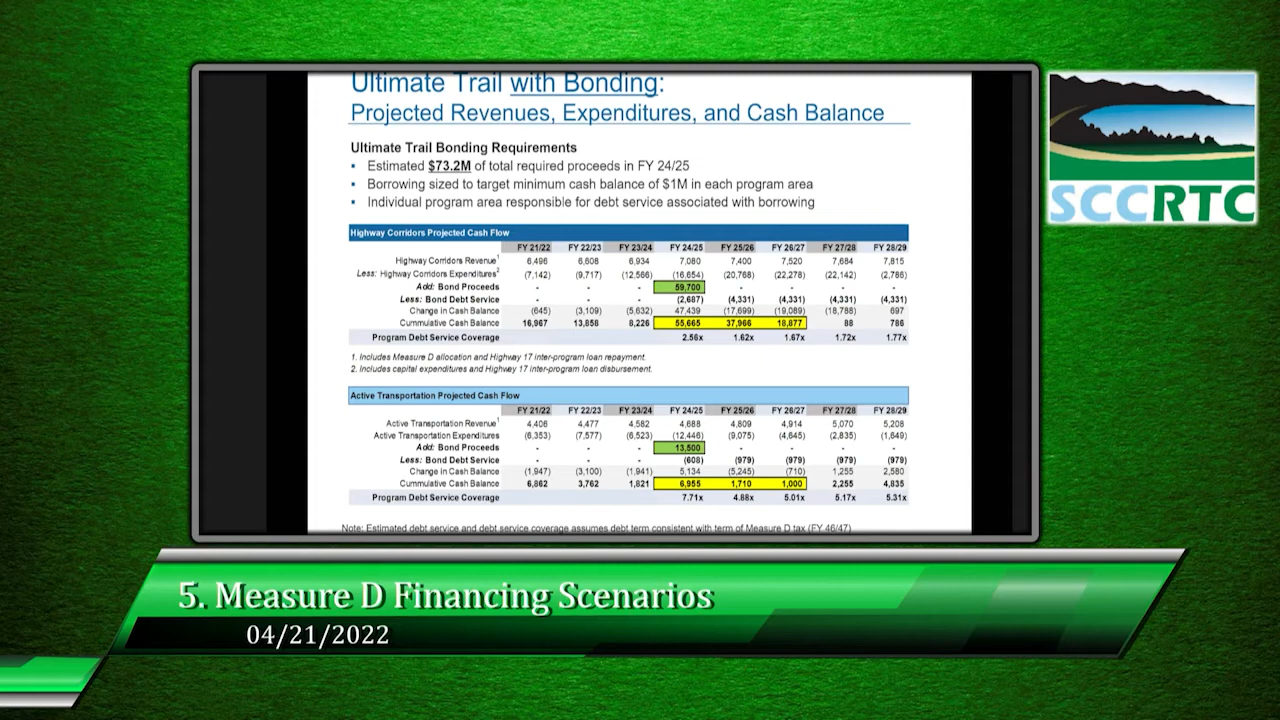 Ultimate Trail with Bonding:
Projected Revenues, Expenditures, and Cash Balance
Ultimate Trail Bonding Requirements
▪ Estimated $73.2M of total required proceeds in FY 24/25
▪ Borrowing sized to target minimum cash balance of $1M in each program area
▪ Individual program area responsible for debt service associated with borrowing
Highway Corridors Projected Cash Flow
FY 21/22 FY 22/23 FY 23/24 FY 24/25 FY 25/26 FY 26/27 FY 27/28 FY 28/29
Highway Corridors Revenue¹ 6,496 6,608 6,934 7,080 7,400 7,520 7,684 7,815
Less: Highway Corridors Expenditures² (7,142) (9,717) (12,566) (16,654) (20,768) (22,278) (22,142) (2,786)
Add: Bond Proceeds - - - 59,700 - - - -
Less: Bond Debt Service - - - (2,687) (4,331) (4,331) (4,331) (4,331)
Change in Cash Balance (645) (3,109) (5,632) 47,439 (17,699) (19,089) (18,788) 697
Cummulative Cash Balance 16,967 13,858 8,226 55,665 37,966 18,877 88 786
Program Debt Service Coverage 2.56x 1.62x 1.67x 1.72x 1.77x
1. Includes Measure D allocation and Highway 17 inter-program loan repayment.
2. Includes capital expenditures and Highway 17 inter-program loan disbursement.
Active Transportation Projected Cash Flow
FY 21/22 FY 22/23 FY 23/24 FY 24/25 FY 25/26 FY 26/27 FY 27/28 FY 28/29
Active Transportation Revenue¹ 4,406 4,477 4,582 4,688 4,809 4,914 5,070 5,208
Active Transportation Expenditures (6,353) (7,577) (6,523) (12,446) (9,075) (4,645) (2,835) (1,649)
Add: Bond Proceeds - - - 13,500 - - - -
Less: Bond Debt Service - - - (608) (979) (979) (979) (979)
Change in Cash Balance (1,947) (3,100) (1,941) 5,134 (5,245) (710) 1,255 2,580
Cummulative Cash Balance 6,862 3,762 1,821 6,955 1,710 1,000 2,255 4,835
Program Debt Service Coverage 7.71x 4.88x 5.01x 5.17x 5.31x
Note: Estimated debt service and debt service coverage assumes debt term consistent with term of Measure D tax (FY 46/47)
SCCRTC
5. Measure D Financing Scenarios
04/21/2022